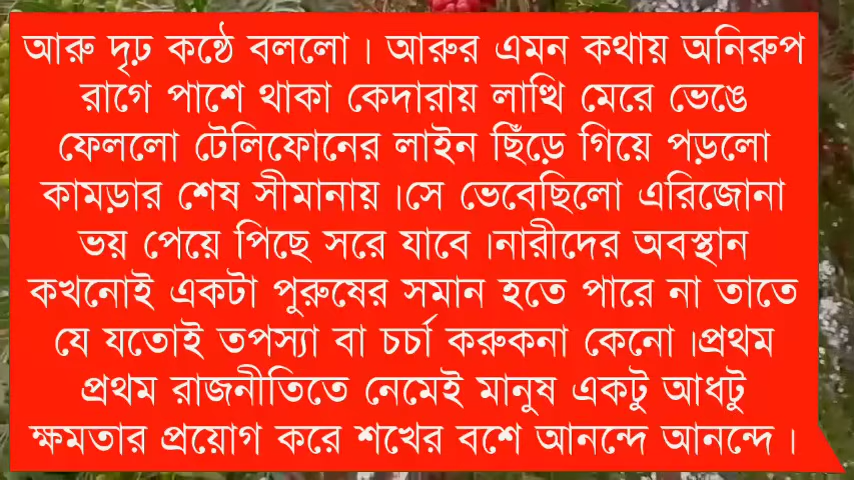 আরু দৃঢ় কন্ঠে বললো। আরুর এমন কথায় অনিরুপ
রাগে পাশে থাকা কেদারায় লাত্থি মেরে ভেঙে
ফেললো টেলিফোনের লাইন ছিঁড়ে গিয়ে পড়লো
কামড়ার শেষ সীমানায়।সে ভেবেছিলো এরিজোনা
ভয় পেয়ে পিছে সরে যাবে।নারীদের অবস্থান
কখনোই একটা পুরুষের সমান হতে পারে না তাতে
যে যতোই তপস্যা বা চর্চা করুকনা কেনো।প্রথম
প্রথম রাজনীতিতে নেমেই মানুষ একটু আধটু
ক্ষমতার প্রয়োগ করে শখের বশে আনন্দে আনন্দে।